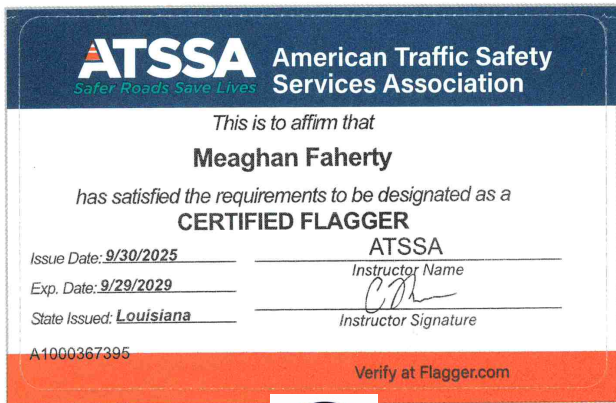 ATSSA
Safer Roads Save Lives
American Traffic Safety
Services Association
This is to affirm that
Meaghan Faherty
has satisfied the requirements to be designated as a
CERTIFIED FLAGGER
Issue Date: 9/30/2025
Exp. Date: 9/29/2029
State Issued: Louisiana
ATSSA
Instructor Name
Instructor Signature
A1000367395
Verify at Flagger.com